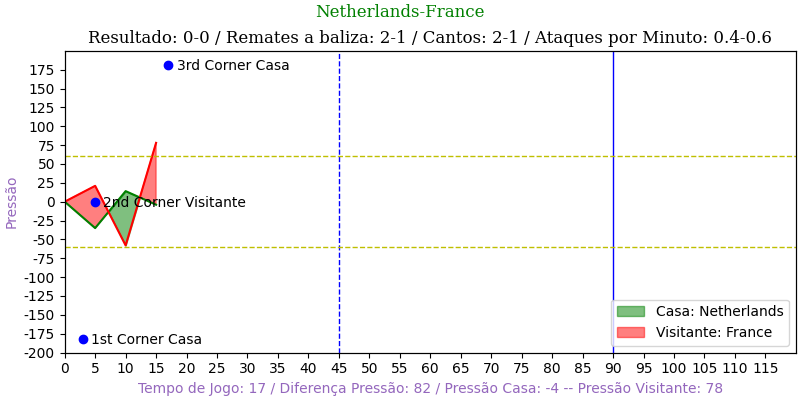 Netherlands-France
Resultado: 0-0 / Remates a baliza: 2-1 / Cantos: 2-1 / Ataques por Minuto: 0.4-0.6
Pressão
175
150
125
100
75
50
25
0
-25
-50
-75
-100
-125
-150
-175
-200
3rd Corner Casa
2nd Corner Visitante
1st Corner Casa
Casa: Netherlands
Visitante: France
0 5 10 15 20 25 30 35 40 45 50 55 60 65 70 75 80 85 90 95 100 105 110 115
Tempo de Jogo: 17 / Diferença Pressão: 82 / Pressão Casa: -4 -- Pressão Visitante: 78